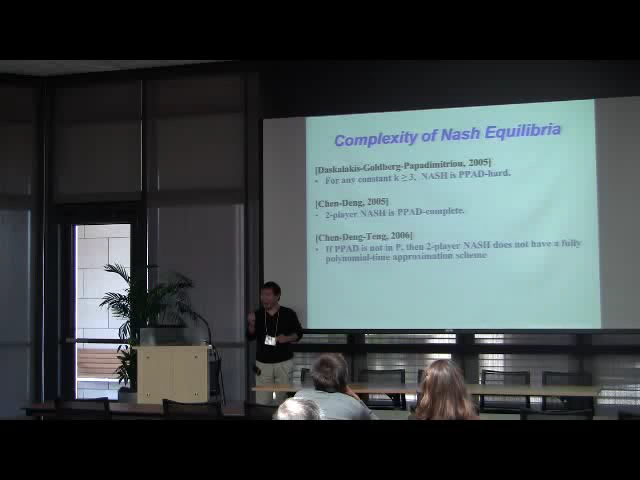 Complexity of Nash Equilibria
[Daskalakis-Goldberg-Papadimitriou, 2005]
• For any constant k ≥ 3, NASH is PPAD-hard.
[Chen-Deng, 2005]
• 2-player NASH is PPAD-complete.
[Chen-Deng-Teng, 2006]
• If PPAD is not in P, then 2-player NASH does not have a fully
polynomial-time approximation scheme